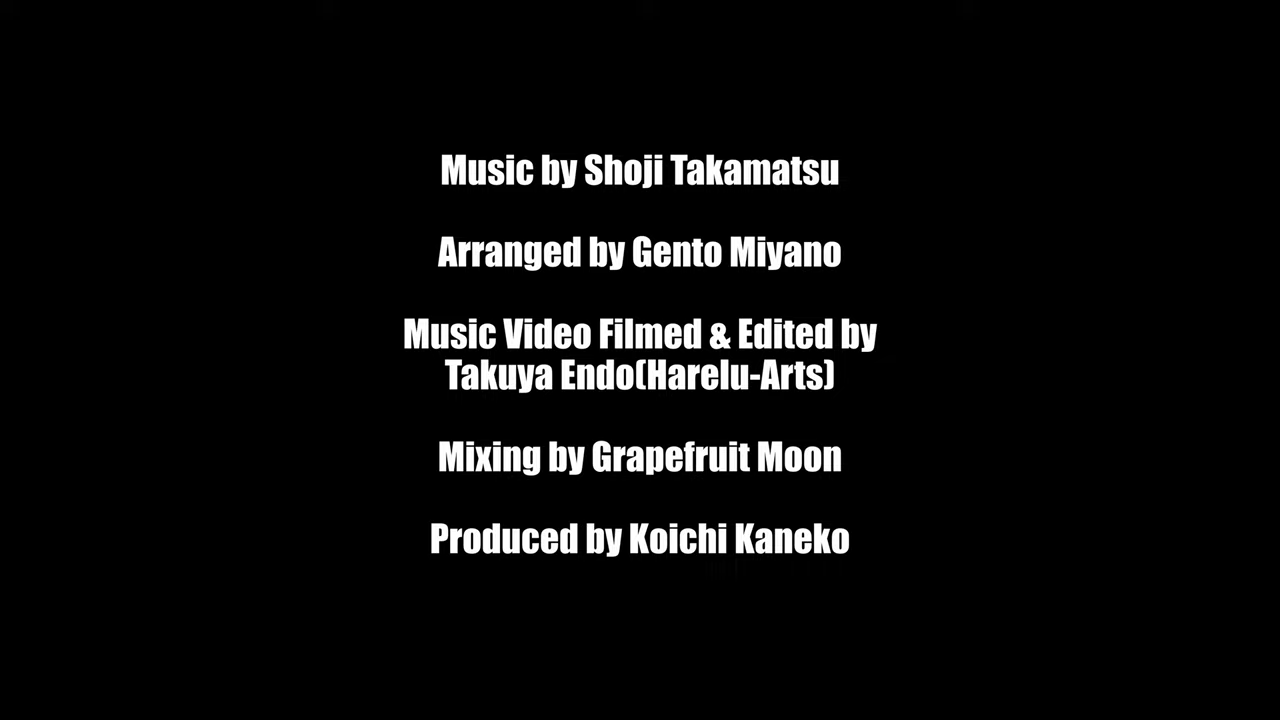 Music by Shoji Takamatsu
Arranged by Gento Miyano
Music Video Filmed & Edited by
Takuya Endo(Harelu-Arts)
Mixing by Grapefruit Moon
Produced by Koichi Kaneko